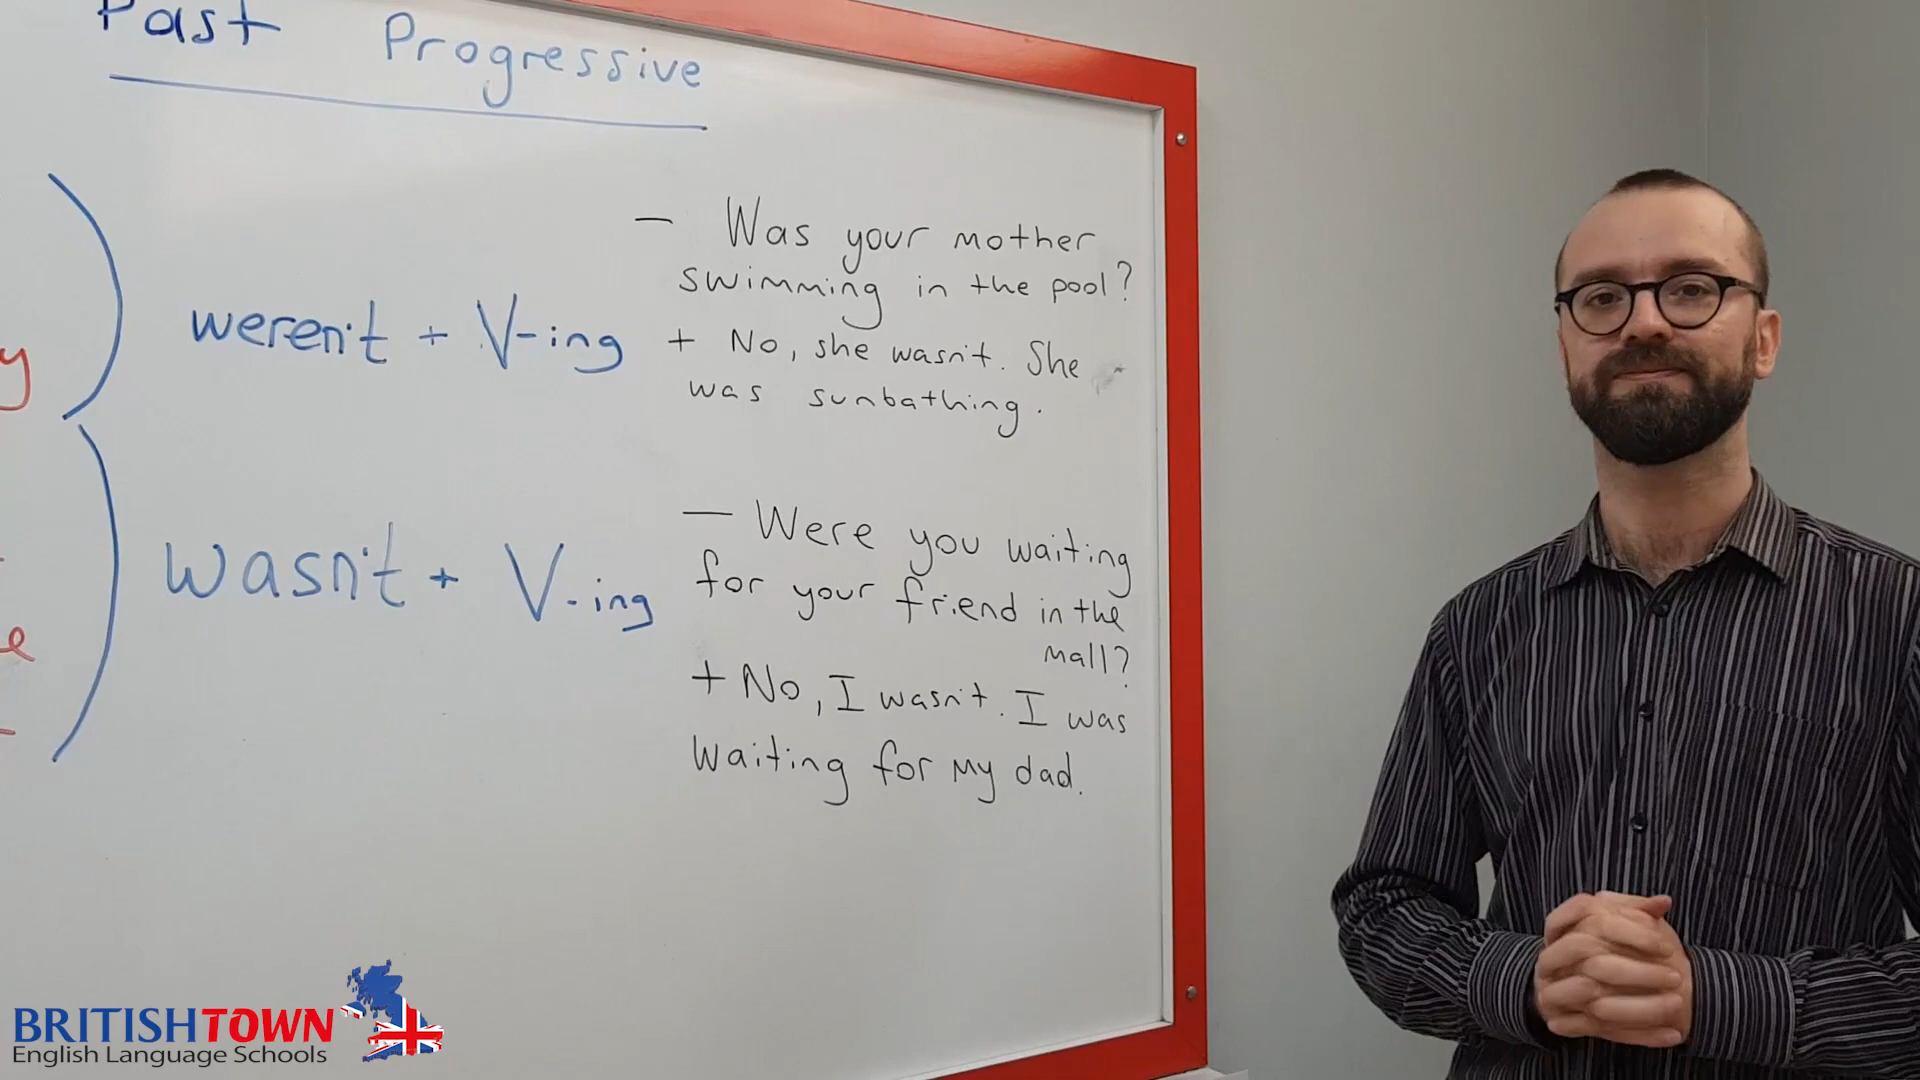 Past Progressive
weren't + V-ing
wasn't + V-ing
— Was your mother
swimming in the pool?
+ No, she wasn't. She
was sunbathing.
— Were you waiting
for your friend in the
mall?
+ No, I wasn't. I was
waiting for my dad.
BRITISHTOWN
English Language Schools